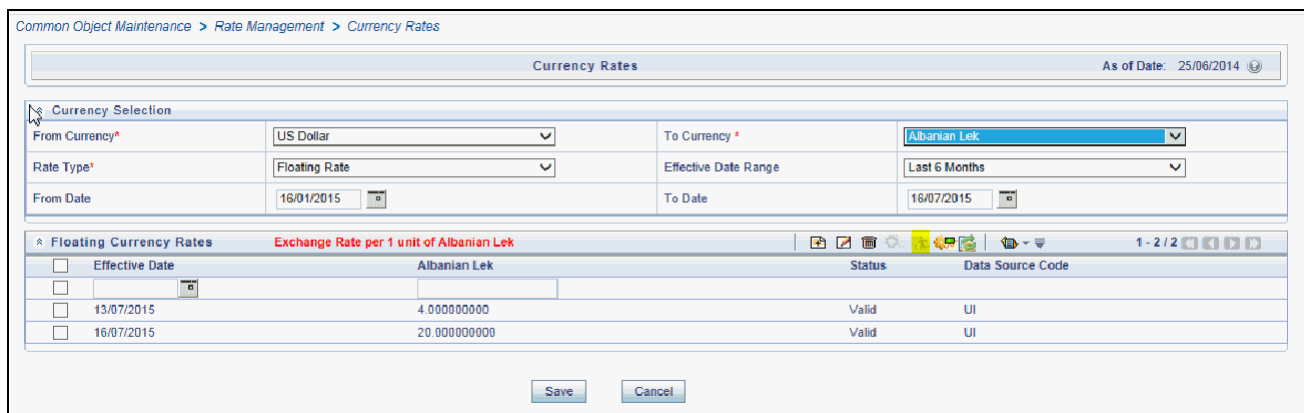 Common Object Maintenance > Rate Management > Currency Rates
Currency Rates As of Date: 25/06/2014
Currency Selection
From Currency* US Dollar To Currency * Albanian Lek
Rate Type* Floating Rate Effective Date Range Last 6 Months
From Date 16/01/2015 To Date 16/07/2015
Floating Currency Rates Exchange Rate per 1 unit of Albanian Lek 1 - 2 / 2
Effective Date Albanian Lek Status Data Source Code
13/07/2015 4.000000000 Valid UI
16/07/2015 20.000000000 Valid UI
Save Cancel